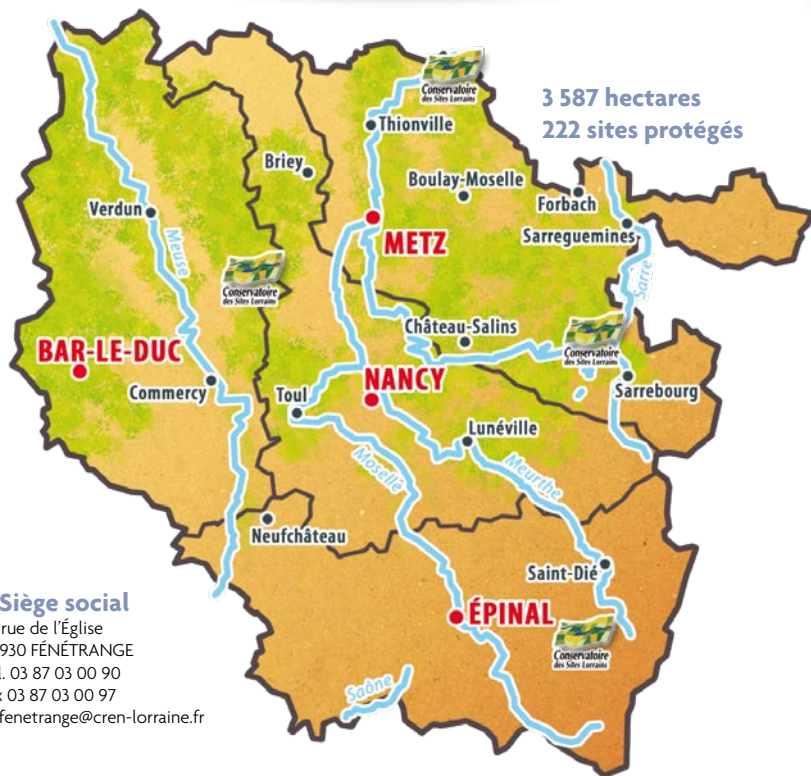 Conservatoire
des Sites Lorrains
3 587 hectares
222 sites protégés
Thionville
Briey
Boulay-Moselle
Forbach
Verdun
Sarreguemines
METZ
Meuse
Sarre
Conservatoire
des Sites Lorrains
Château-Salins
Conservatoire
des Sites Lorrains
BAR-LE-DUC
NANCY
Commercy
Toul
Sarrebourg
Lunéville
Moselle
Meurthe
Neufchâteau
Saint-Dié
ÉPINAL
Conservatoire
des Sites Lorrains
Saône
Siège social
rue de l'Église
930 FÉNÉTRANGE
. 03 87 03 00 90
03 87 03 00 97
fenetrange@cren-lorraine.fr